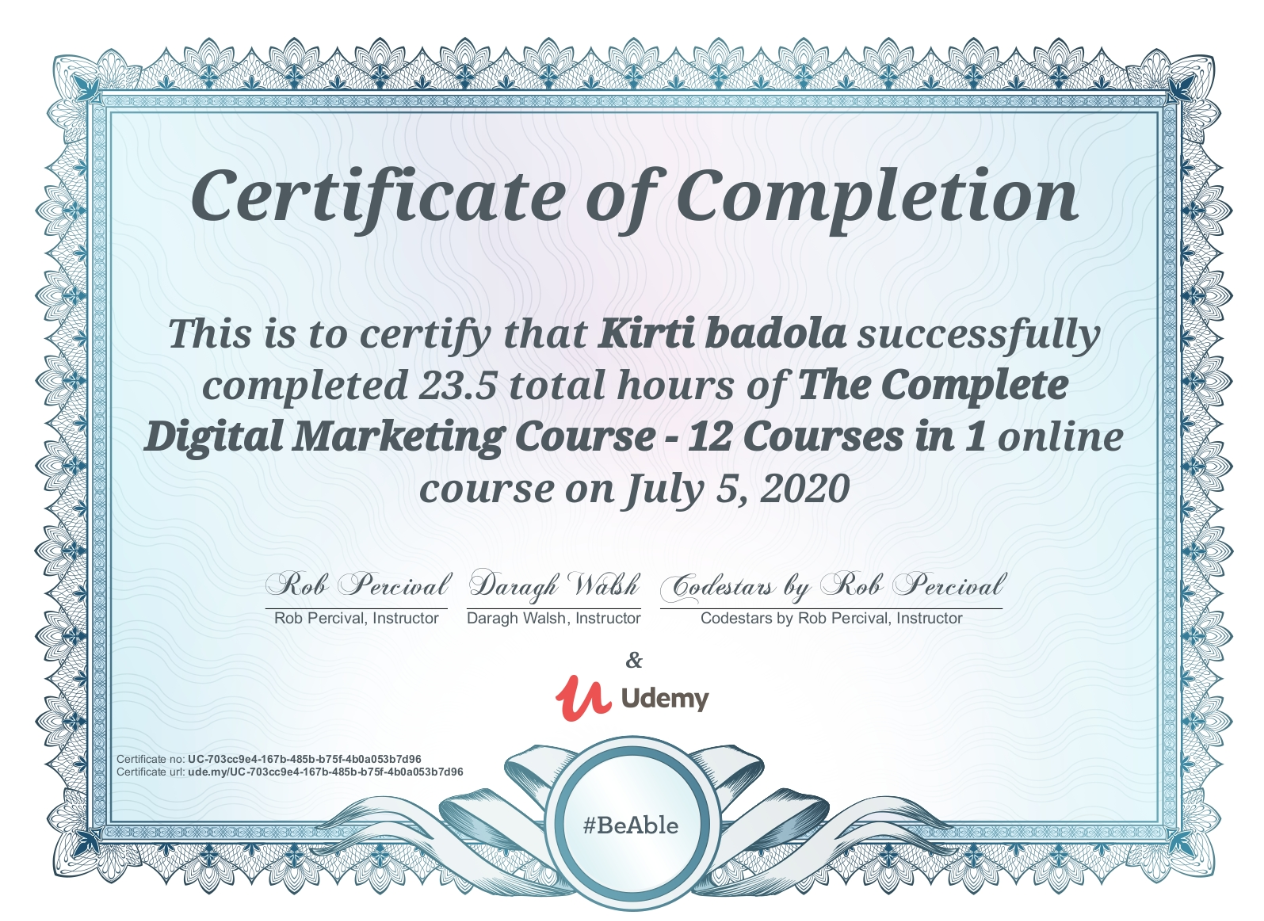 Certificate of Completion
This is to certify that Kirti badola successfully
completed 23.5 total hours of The Complete
Digital Marketing Course - 12 Courses in 1 online
course on July 5, 2020
Rob Percival Daragh Walsh Codestars by Rob Percival
Rob Percival, Instructor Daragh Walsh, Instructor Codestars by Rob Percival, Instructor
&
Udemy
Certificate no: UC-703cc9e4-167b-485b-b75f-4b0a053b7d96
Certificate url: ude.my/UC-703cc9e4-167b-485b-b75f-4b0a053b7d96
#BeAble